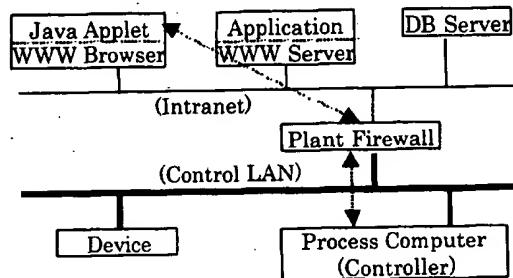 Java Applet
WWW Browser
Application
WWW Server
DB Server
(Intranet)
Plant Firewall
(Control LAN)
Device
Process Computer
(Controller)